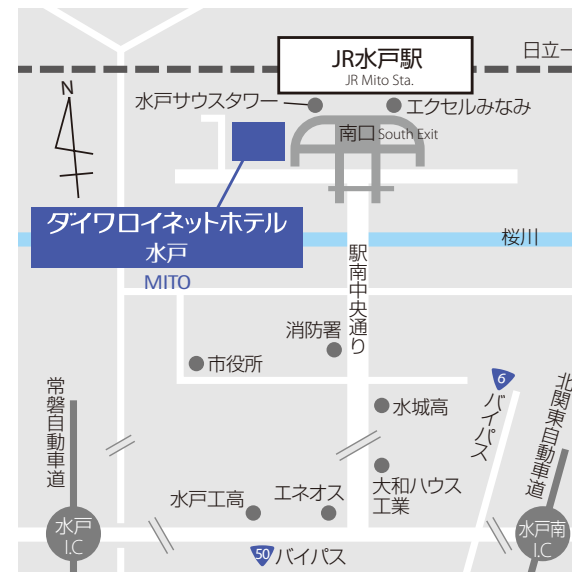 JR水戸駅
JR Mito Sta.
日立
水戸サウスタワー
エクセルみなみ
N
南口 South Exit
ダイワロイネットホテル
水戸
MITO
桜川
駅南中央通り
消防署
市役所
6
バイパス
北関東自動車道
常磐自動車道
水城高
大和ハウス
工業
水戸工高
エネオス
水戸
I.C
水戸南
I.C
50 バイパス